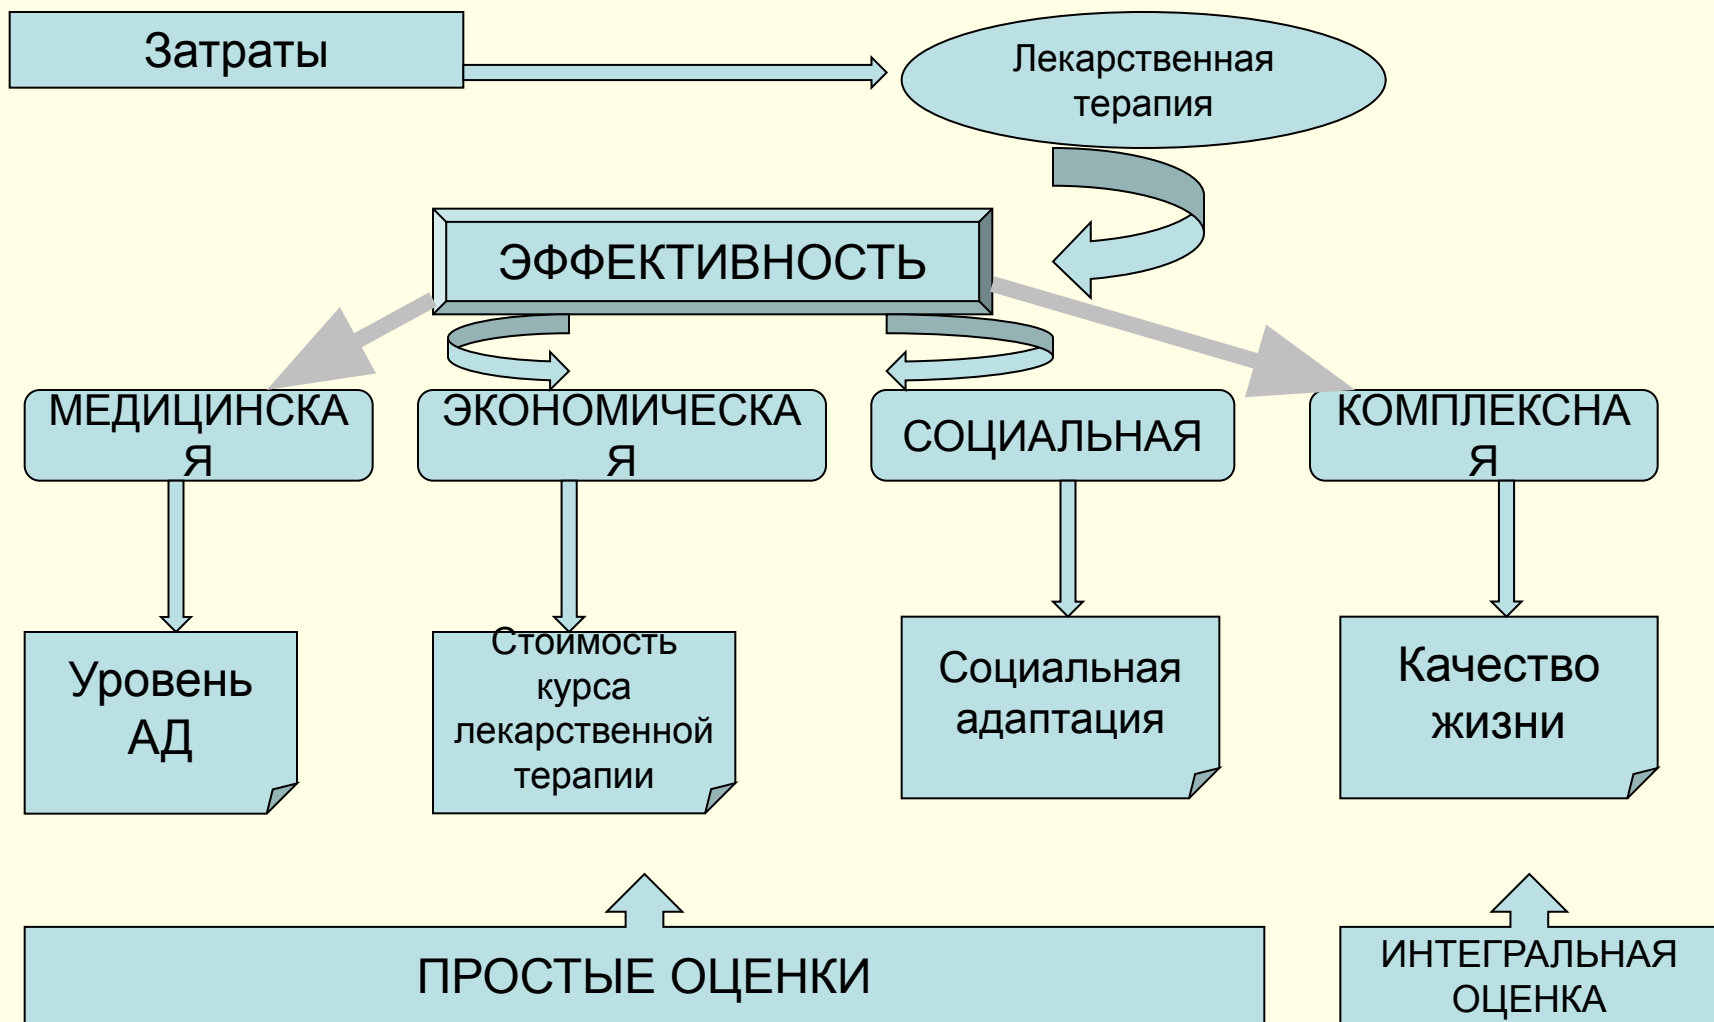 Затраты
Лекарственная
терапия
ЭФФЕКТИВНОСТЬ
МЕДИЦИНСКА
Я
ЭКОНОМИЧЕСКА
Я
СОЦИАЛЬНАЯ
КОМПЛЕКСНА
Я
Уровень
АД
Стоимость
курса
лекарственной
терапии
Социальная
адаптация
Качество
жизни
ПРОСТЫЕ ОЦЕНКИ
ИНТЕГРАЛЬНАЯ
ОЦЕНКА